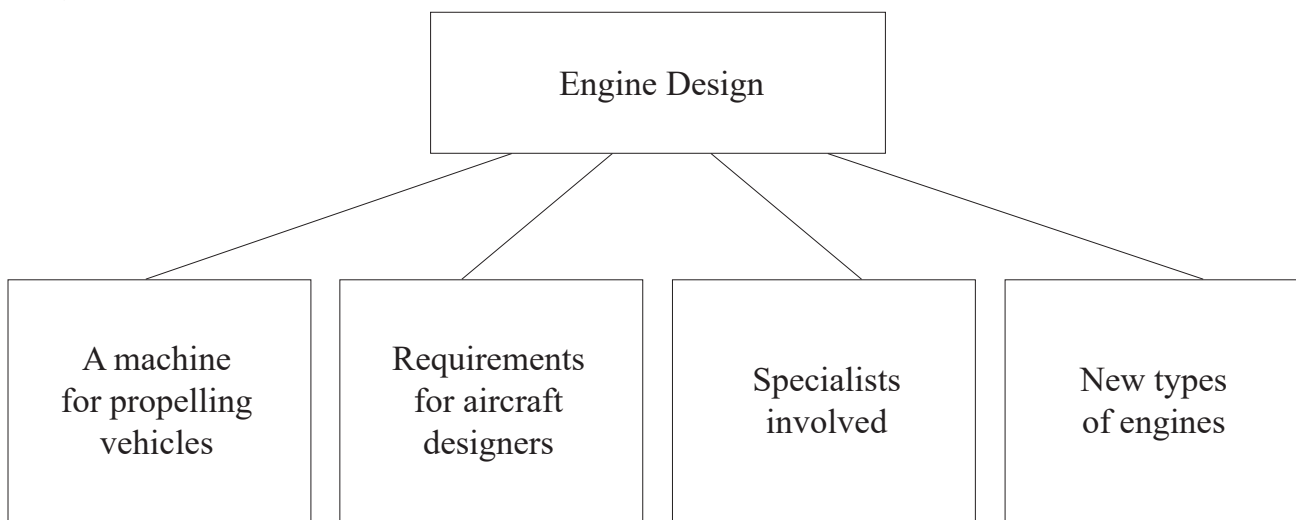 Engine Design
A machine
for propelling
vehicles
Requirements
for aircraft
designers
Specialists
involved
New types
of engines